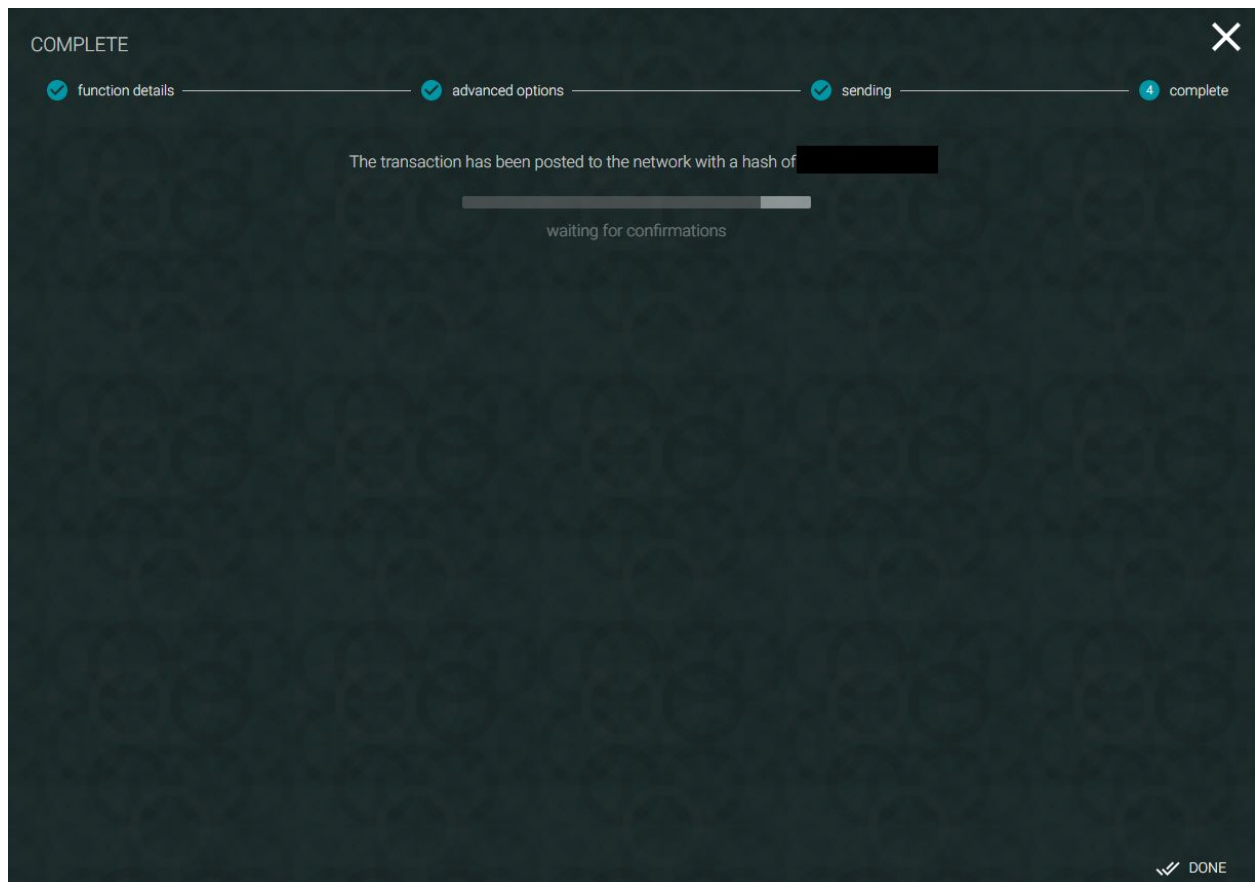 COMPLETE
function details advanced options sending 4 complete
The transaction has been posted to the network with a hash of
waiting for confirmations
DONE